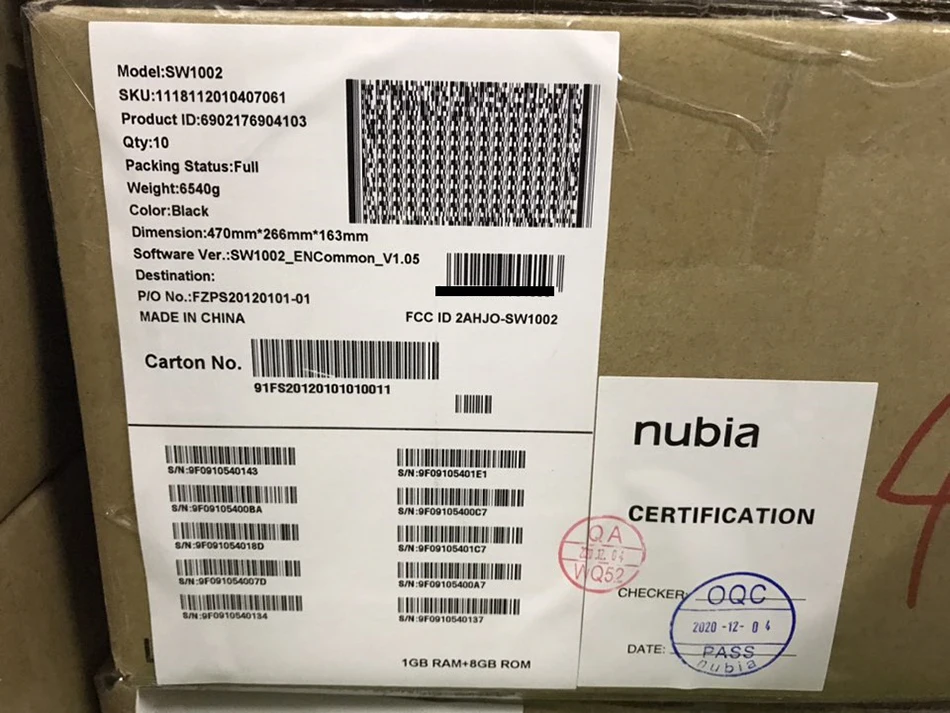 Model:SW1002
SKU:1118112010407061
Product ID:6902176904103
Qty:10
Packing Status:Full
Weight:6540g
Color:Black
Dimension:470mm*266mm*163mm
Software Ver.:SW1002_ENCommon_V1.05
Destination:
P/O No.:FZPS20120101-01
MADE IN CHINA
FCC ID 2AHJO-SW1002
Carton No.
91FS20120101010011
S/N:9F0910540143
S/N:9F09105401E1
S/N:9F09105400BA
S/N:9F09105400C7
S/N:9F091054018D
S/N:9F09105401C7
S/N:9F091054007D
S/N:9F09105400A7
S/N:9F0910540134
S/N:9F0910540137
1GB RAM+8GB ROM
nubia
CERTIFICATION
QA
WQ52
CHECKER:
OQC
2020-12-04
DATE:
PASS
nubia